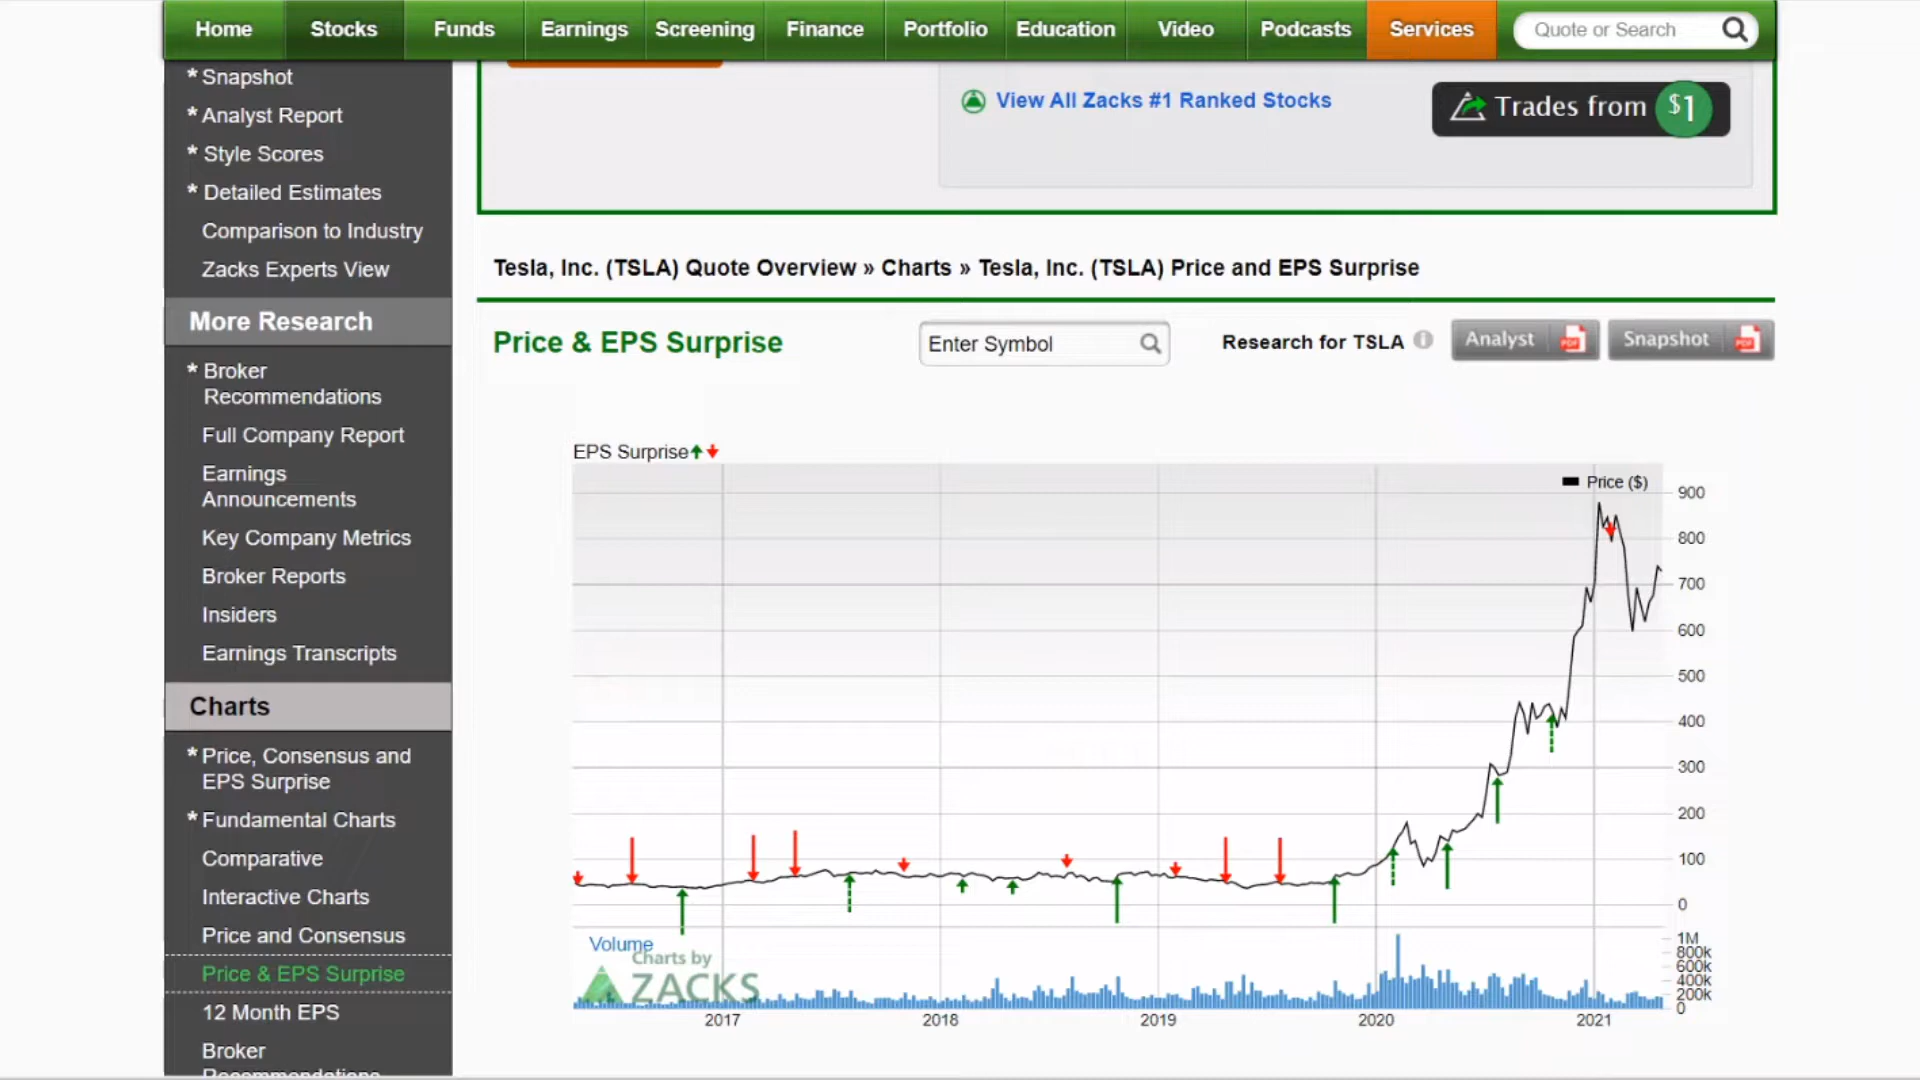 Home Stocks Funds Earnings Screening Finance Portfolio Education Video Podcasts Services Quote or Search
* Snapshot
* Analyst Report
* Style Scores
* Detailed Estimates
Comparison to Industry
Zacks Experts View
More Research
* Broker
Recommendations
Full Company Report
Earnings
Announcements
Key Company Metrics
Broker Reports
Insiders
Earnings Transcripts
Charts
* Price, Consensus and
EPS Surprise
* Fundamental Charts
Comparative
Interactive Charts
Price and Consensus
Price & EPS Surprise
12 Month EPS
Broker
Recommendations
View All Zacks #1 Ranked Stocks
Trades from $1
Tesla, Inc. (TSLA) Quote Overview » Charts » Tesla, Inc. (TSLA) Price and EPS Surprise
Price & EPS Surprise
Enter Symbol
Research for TSLA
Analyst PDF
Snapshot PDF
EPS Surprise
Price ($)
900
800
700
600
500
400
300
200
100
0
Volume
Charts by
ZACKS
1M
800k
600k
400k
200k
0
2017 2018 2019 2020 2021